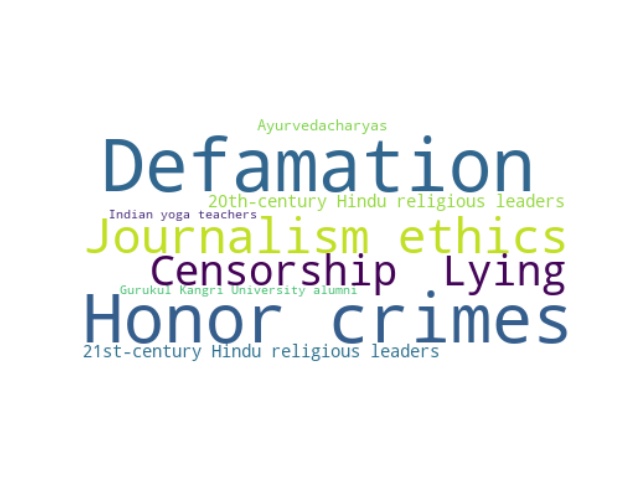 Ayurvedacharyas
Defamation
20th-century Hindu religious leaders
Indian yoga teachers
Journalism ethics
Censorship Lying
Gurukul Kangri University alumni
Honor crimes
21st-century Hindu religious leaders